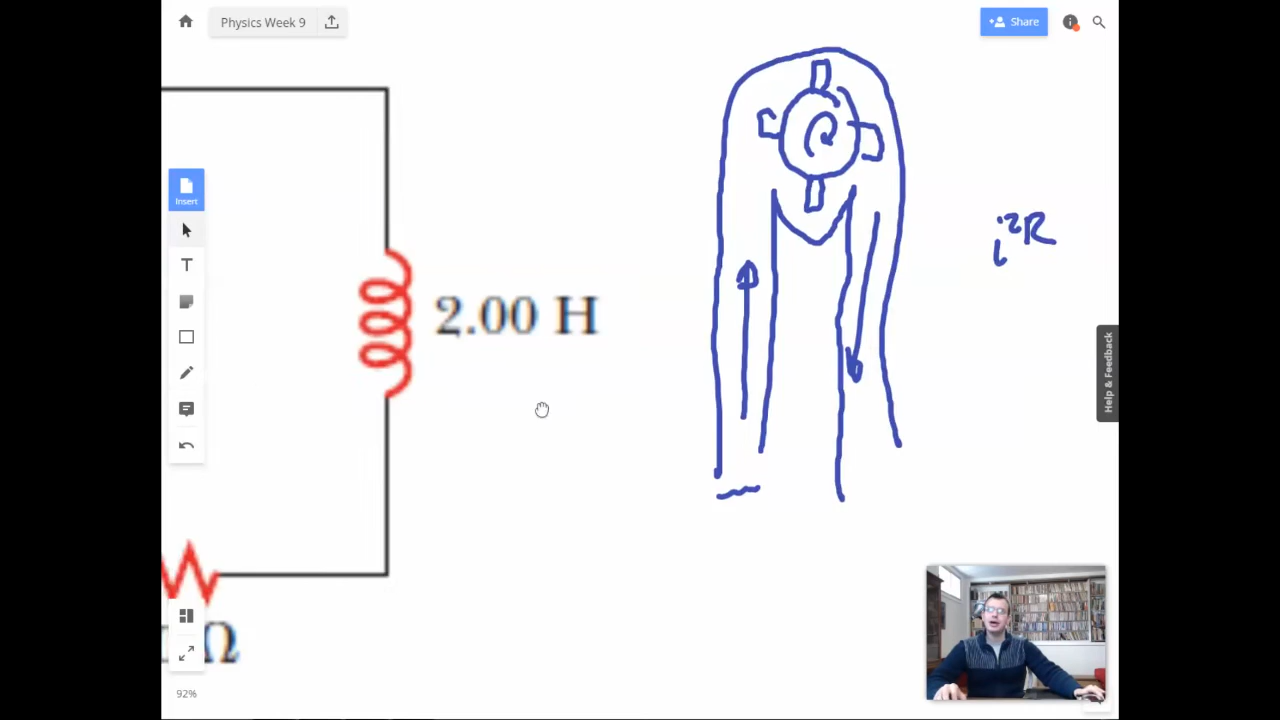 Physics Week 9
Share
Insert
T
2.00 H
i²R
Help & Feedback
Ω
92%